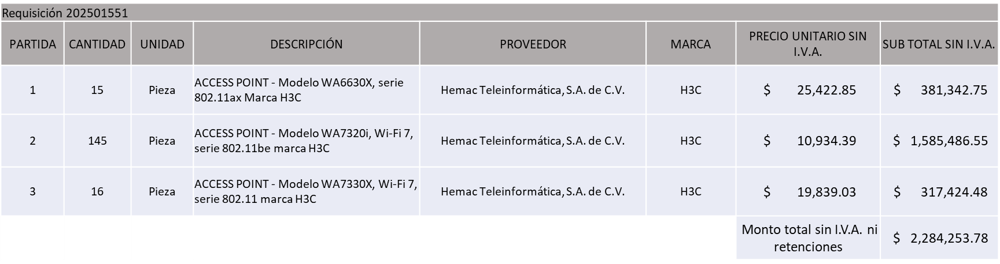 Requisición 202501551
PARTIDA CANTIDAD UNIDAD DESCRIPCIÓN PROVEEDOR MARCA PRECIO UNITARIO SIN I.V.A. SUB TOTAL SIN I.V.A.
1 15 Pieza ACCESS POINT - Modelo WA6630X, serie
802.11ax Marca H3C Hemac Teleinformática, S.A. de C.V. H3C $ 25,422.85 $ 381,342.75
2 145 Pieza ACCESS POINT - Modelo WA7320i, Wi-Fi 7,
serie 802.11be marca H3C Hemac Teleinformática, S.A. de C.V. H3C $ 10,934.39 $ 1,585,486.55
3 16 Pieza ACCESS POINT - Modelo WA7330X, Wi-Fi 7,
serie 802.11 marca H3C Hemac Teleinformática, S.A. de C.V. H3C $ 19,839.03 $ 317,424.48
Monto total sin I.V.A. ni
retenciones $ 2,284,253.78